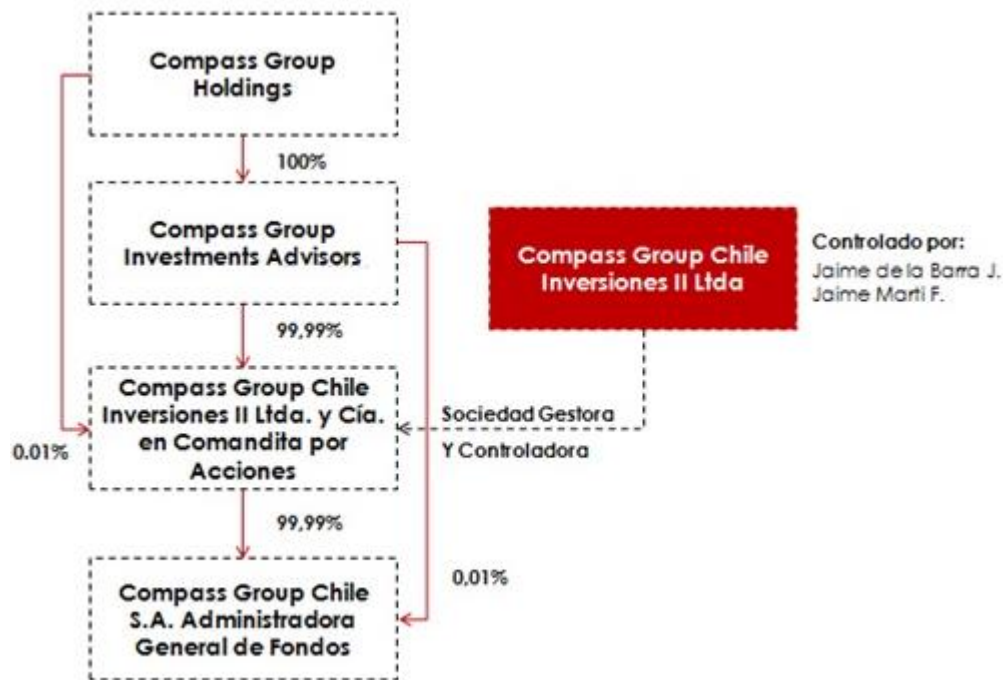 Compass Group
Holdings
100%
Compass Group
Investments Advisors
Compass Group Chile
Inversiones II Ltda
Controlado por:
Jaime de la Barra J.
Jaime Marti F.
99,99%
Compass Group Chile
Inversiones II Ltda. y Cía.
en Comandita por
Acciones
Sociedad Gestora
Y Controladora
0.01%
99,99%
0,01%
Compass Group Chile
S.A. Administradora
General de Fondos